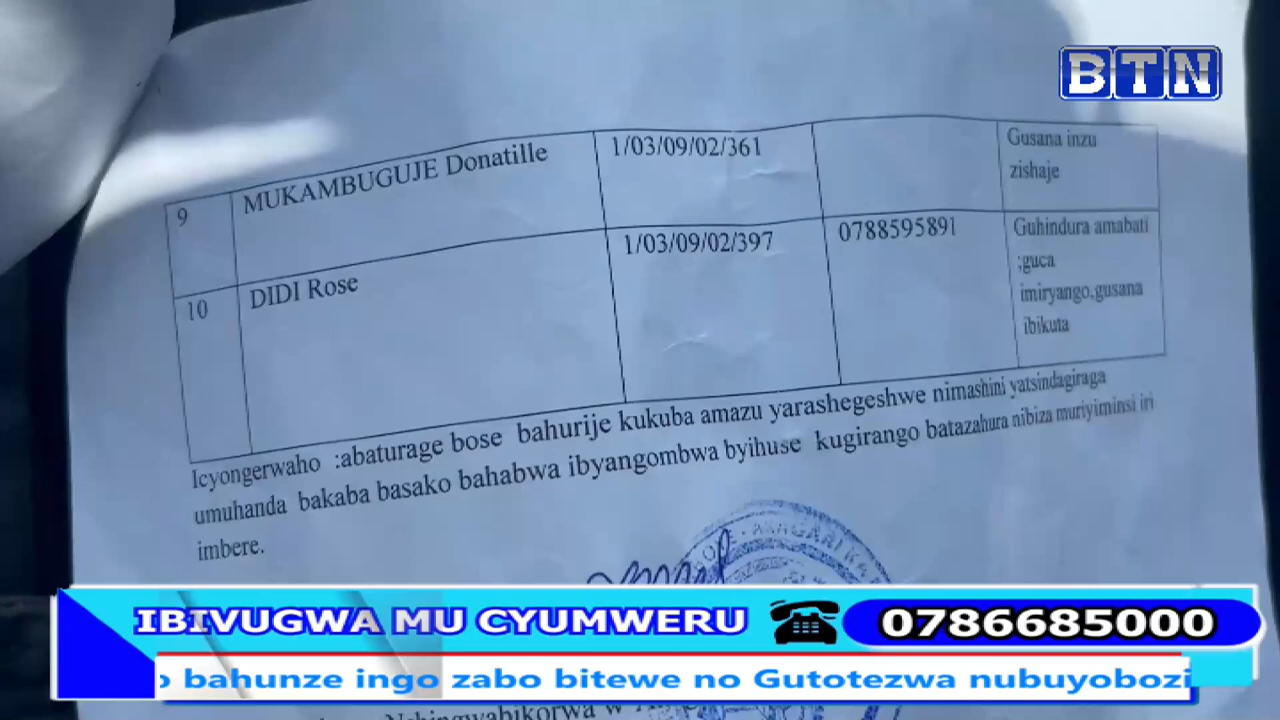 BTN
9 MUKAMBUGUJE Donatille 1/03/09/02/361 Gusana inzu
zishaje
10 DIDI Rose 1/03/09/02/397 0788595891 Guhindura amabati
;guca
imiryango,gusana
ibikuta
Icyongerwaho :abaturage bose bahurije kukuba amazu yarashegeshwe nimashini yatsindagiraga
umuhanda bakaba basako bahabwa ibyangombwa byihuse kugirango batazahura nibiza muriyiminsi iri
imbere.
AKAGARI
IBIVUGWA MU CYUMWERU 0786685000
bahunze ingo zabo bitewe no Gutotezwa nubuyobozi